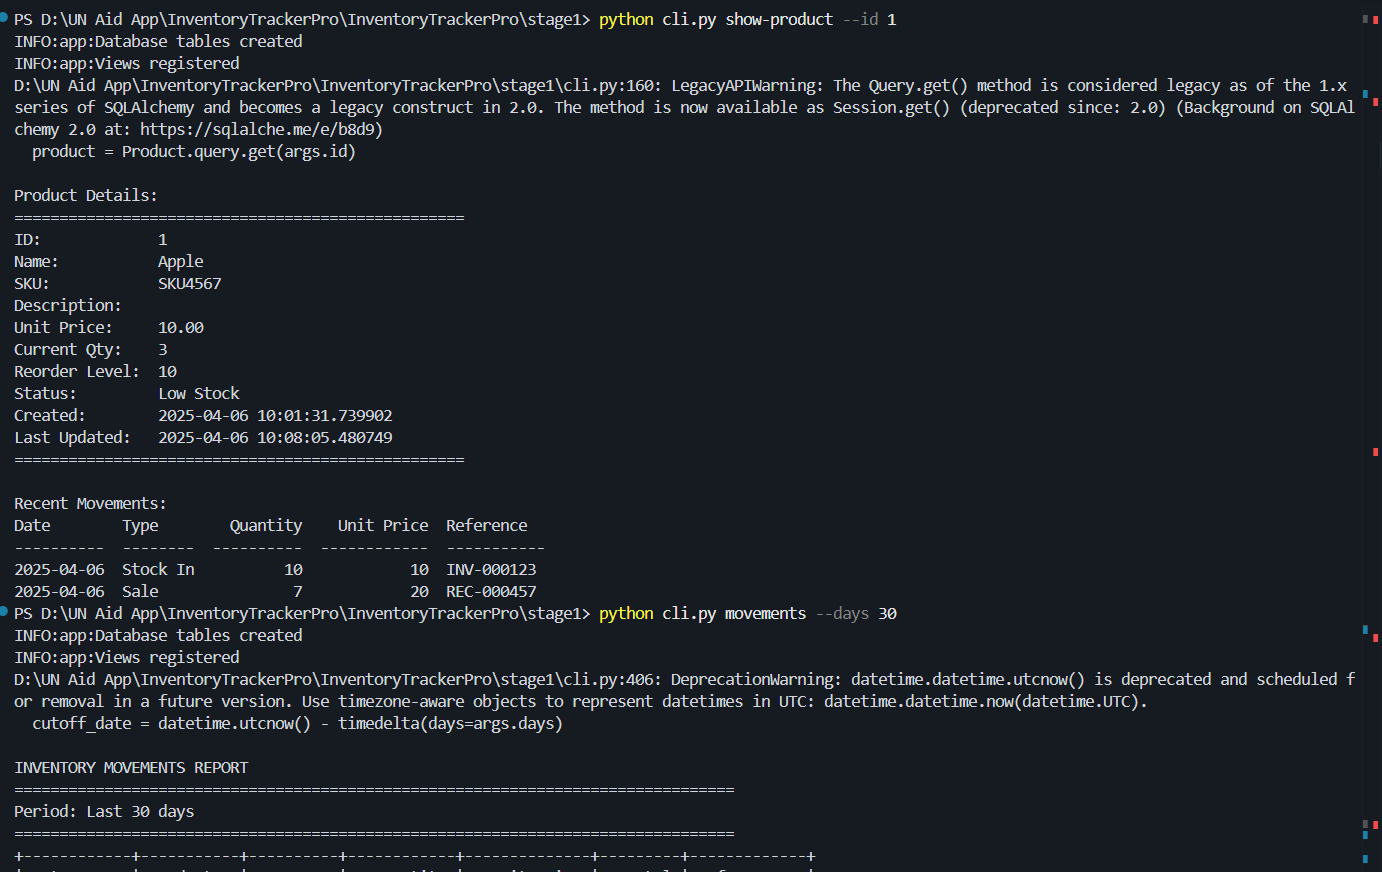 PS D:\UN Aid App\InventoryTrackerPro\InventoryTrackerPro\stage1> python cli.py show-product --id 1
INFO:app:Database tables created
INFO:app:Views registered
D:\UN Aid App\InventoryTrackerPro\InventoryTrackerPro\stage1\cli.py:160: LegacyAPIWarning: The Query.get() method is considered legacy as of the 1.x
series of SQLAlchemy and becomes a legacy construct in 2.0. The method is now available as Session.get() (deprecated since: 2.0) (Background on SQLAl
chemy 2.0 at: https://sqlalche.me/e/b8d9)
  product = Product.query.get(args.id)

Product Details:
==================================================
ID:             1
Name:           Apple
SKU:            SKU4567
Description:
Unit Price:     10.00
Current Qty:    3
Reorder Level:  10
Status:         Low Stock
Created:        2025-04-06 10:01:31.739902
Last Updated:   2025-04-06 10:08:05.480749
==================================================

Recent Movements:
Date        Type        Quantity    Unit Price  Reference
----------  --------  ----------  ------------  -----------
2025-04-06  Stock In          10            10  INV-000123
2025-04-06  Sale               7            20  REC-000457
PS D:\UN Aid App\InventoryTrackerPro\InventoryTrackerPro\stage1> python cli.py movements --days 30
INFO:app:Database tables created
INFO:app:Views registered
D:\UN Aid App\InventoryTrackerPro\InventoryTrackerPro\stage1\cli.py:406: DeprecationWarning: datetime.datetime.utcnow() is deprecated and scheduled f
or removal in a future version. Use timezone-aware objects to represent datetimes in UTC: datetime.datetime.now(datetime.UTC).
  cutoff_date = datetime.utcnow() - timedelta(days=args.days)

INVENTORY MOVEMENTS REPORT
================================================================================
Period: Last 30 days
================================================================================
+------------+-----------+----------+------------+--------------+---------+-------------+